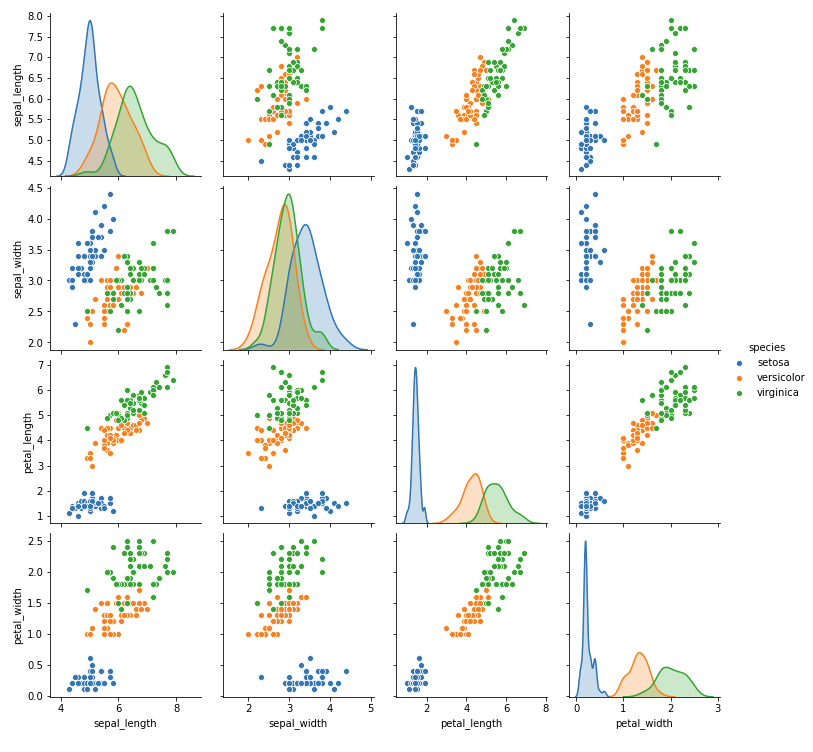 8.0
7.5
7.0
6.5
6.0
5.5
5.0
4.5
sepal_length
4.5
4.0
3.5
3.0
2.5
2.0
sepal_width
7
6
5
4
3
2
1
petal_length
2.5
2.0
1.5
1.0
0.5
0.0
petal_width
4 6 8
sepal_length
2 3 4 5
sepal_width
2 4 6 8
petal_length
0 1 2 3
petal_width
species
setosa
versicolor
virginica